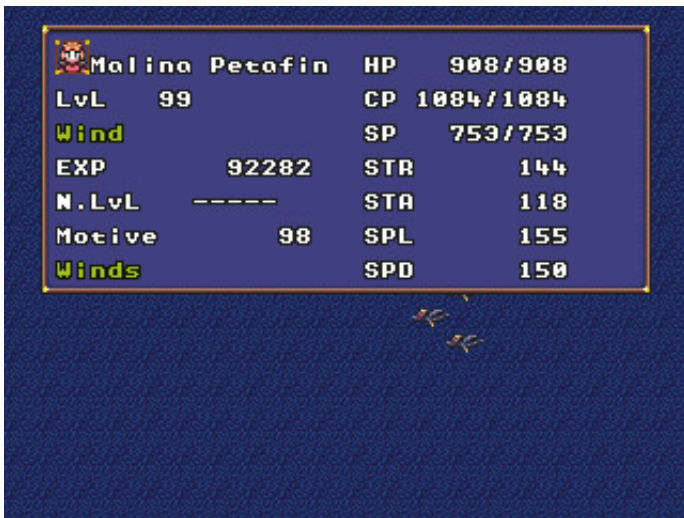 Malina Petafin HP 908/908
LvL 99 CP 1084/1084
Wind SP 753/753
EXP 92282 STR 144
N.LvL ----- STA 118
Motive 98 SPL 155
Winds SPD 150